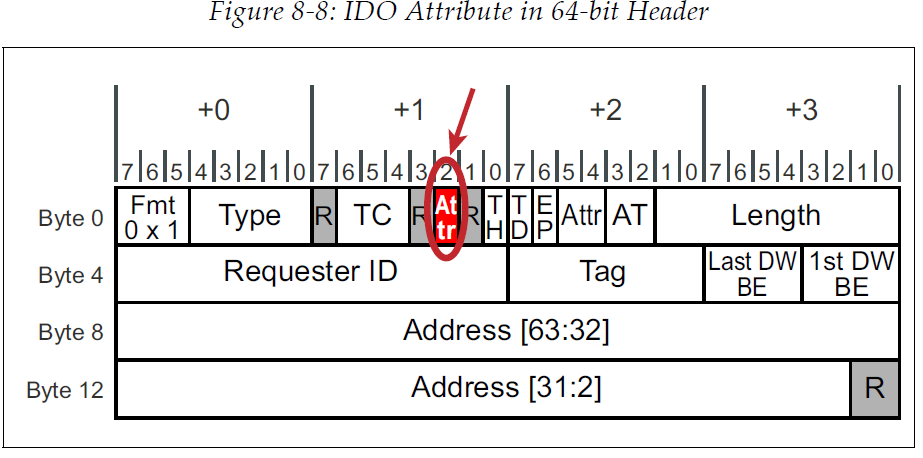 Figure 8-8: IDO Attribute in 64-bit Header
+0 +1 +2 +3
7 6 5 4 3 2 1 0 7 6 5 4 3 2 1 0 7 6 5 4 3 2 1 0 7 6 5 4 3 2 1 0
Byte 0 Fmt 0 x 1 Type R TC R At tr R T H T D E P Attr AT Length
Byte 4 Requester ID Tag Last DW BE 1st DW BE
Byte 8 Address [63:32]
Byte 12 Address [31:2] R